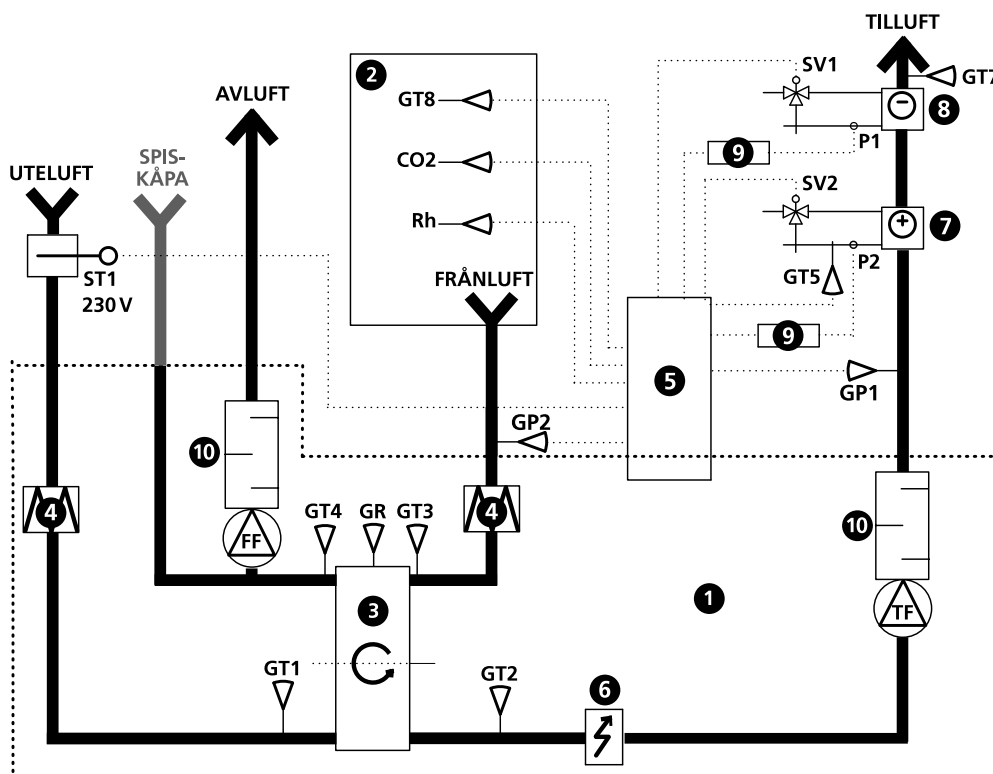 TILLUFT
SV1
GT7
2
AVLUFT
GT8
8
P1
SPIS-
KÅPA
CO2
9
UTELUFT
SV2
Rh
7
P2
ST1
230 V
FRÅNLUFT
GT5
9
5
GP1
GP2
10
4
GT4
GR
GT3
4
10
FF
3
1
TF
GT1
GT2
6